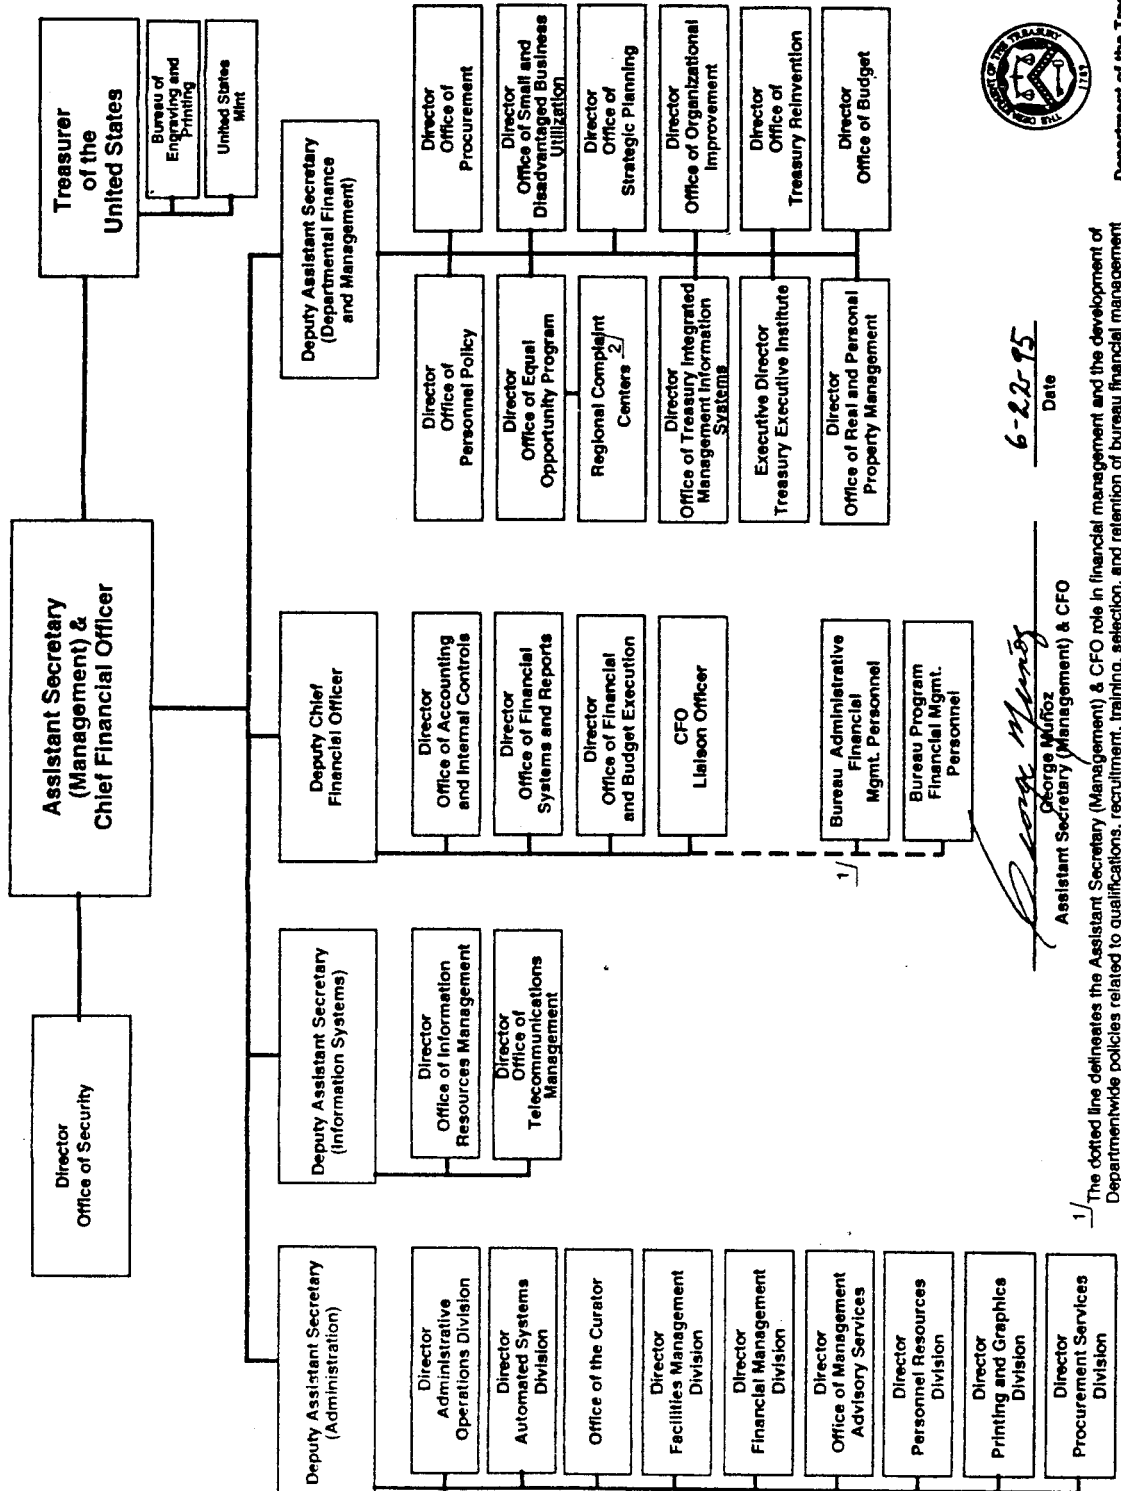 Assistant Secretary
(Management) &
Chief Financial Officer
Director
Office of Security
Treasurer
of the
United States
Bureau of
Engraving and
Printing
United States
Mint
Deputy Assistant Secretary
(Administration)
Director
Administrative
Operations Division
Director
Automated Systems
Division
Office of the Curator
Director
Facilities Management
Division
Director
Financial Management
Division
Director
Office of Management
Advisory Services
Director
Personnel Resources
Division
Director
Printing and Graphics
Division
Director
Procurement Services
Division
Deputy Assistant Secretary
(Information Systems)
Director
Office of Information
Resources Management
Director
Office of
Telecommunications
Management
Deputy Chief
Financial Officer
Director
Office of Accounting
and Internal Controls
Director
Office of Financial
Systems and Reports
Director
Office of Financial
and Budget Execution
CFO
Liaison Officer
1/
Bureau Administrative
Financial
Mgmt. Personnel
Bureau Program
Financial Mgmt.
Personnel
Deputy Assistant Secretary
(Departmental Finance
and Management)
Director
Office of
Personnel Policy
Director
Office of
Procurement
Director
Office of Equal
Opportunity Program
Director
Office of Small and
Disadvantaged Business
Utilization
Regional Complaint
Centers 2/
Director
Office of
Strategic Planning
Director
Office of Treasury Integrated
Management Information
Systems
Director
Office of Organizational
Improvement
Executive Director
Treasury Executive Institute
Director
Office of
Treasury Reinvention
Director
Office of Real and Personal
Property Management
Director
Office of Budget
George Muñoz
George Muñoz
Assistant Secretary (Management) & CFO
6-22-95
Date
THE DEPARTMENT OF THE TREASURY
1789
Department of the
1/ The dotted line delineates the Assistant Secretary (Management) & CFO role in financial management and the development of
Departmentwide policies related to qualifications, recruitment, training, selection, and retention of bureau financial management